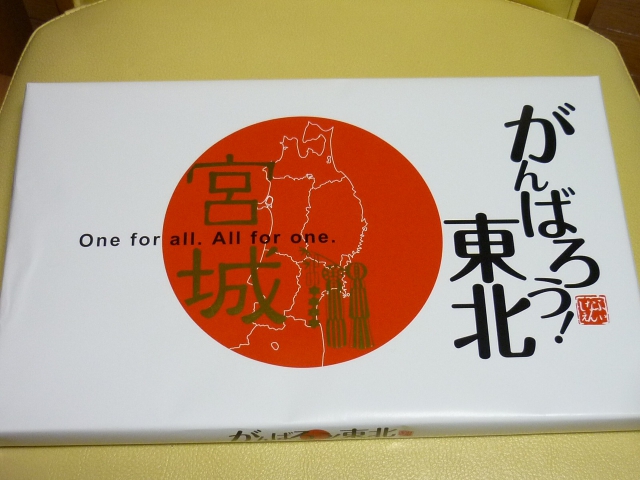 がんばろう!
東北
宮城
One for all. All for one.
がんばろう!東北